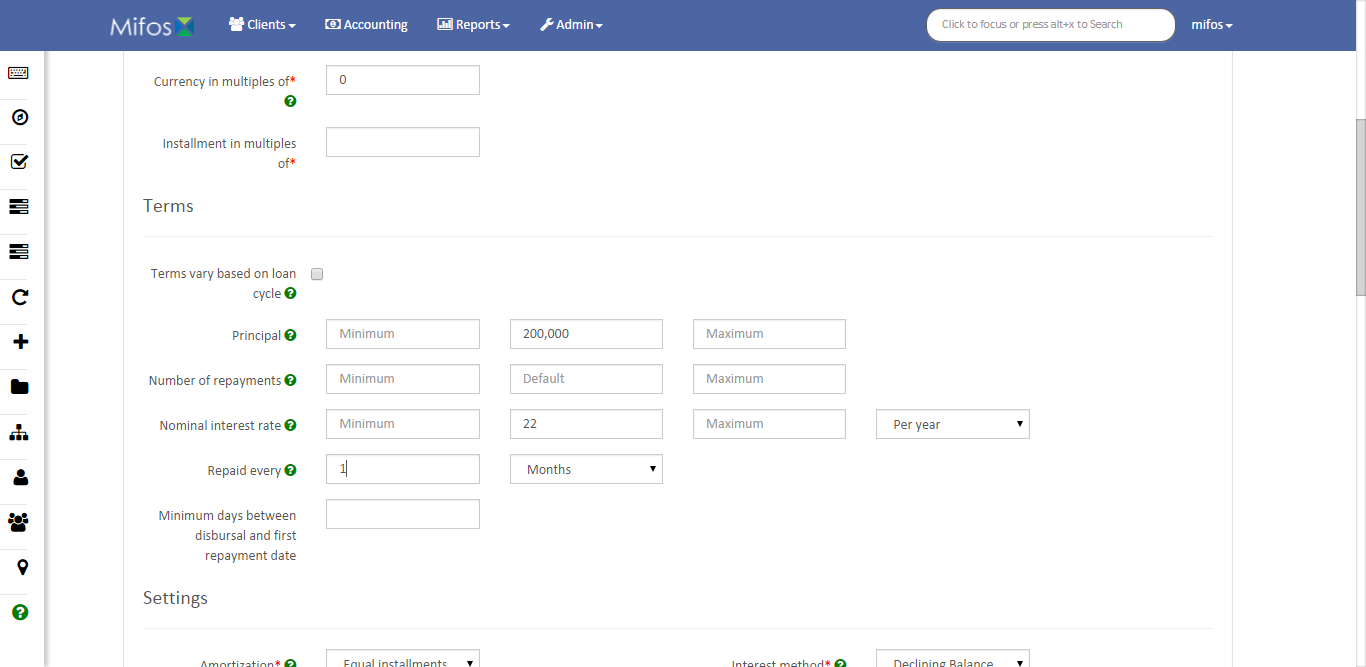 Mifos Clients Accounting Reports Admin Click to focus or press alt+x to Search mifos
Currency in multiples of* 0
Installment in multiples
of*
Terms
Terms vary based on loan
cycle
Principal Minimum 200,000 Maximum
Number of repayments Minimum Default Maximum
Nominal interest rate Minimum 22 Maximum Per year
Repaid every 1 Months
Minimum days between
disbursal and first
repayment date
Settings
Amortization* Equal installments Interest method* Declining Balance